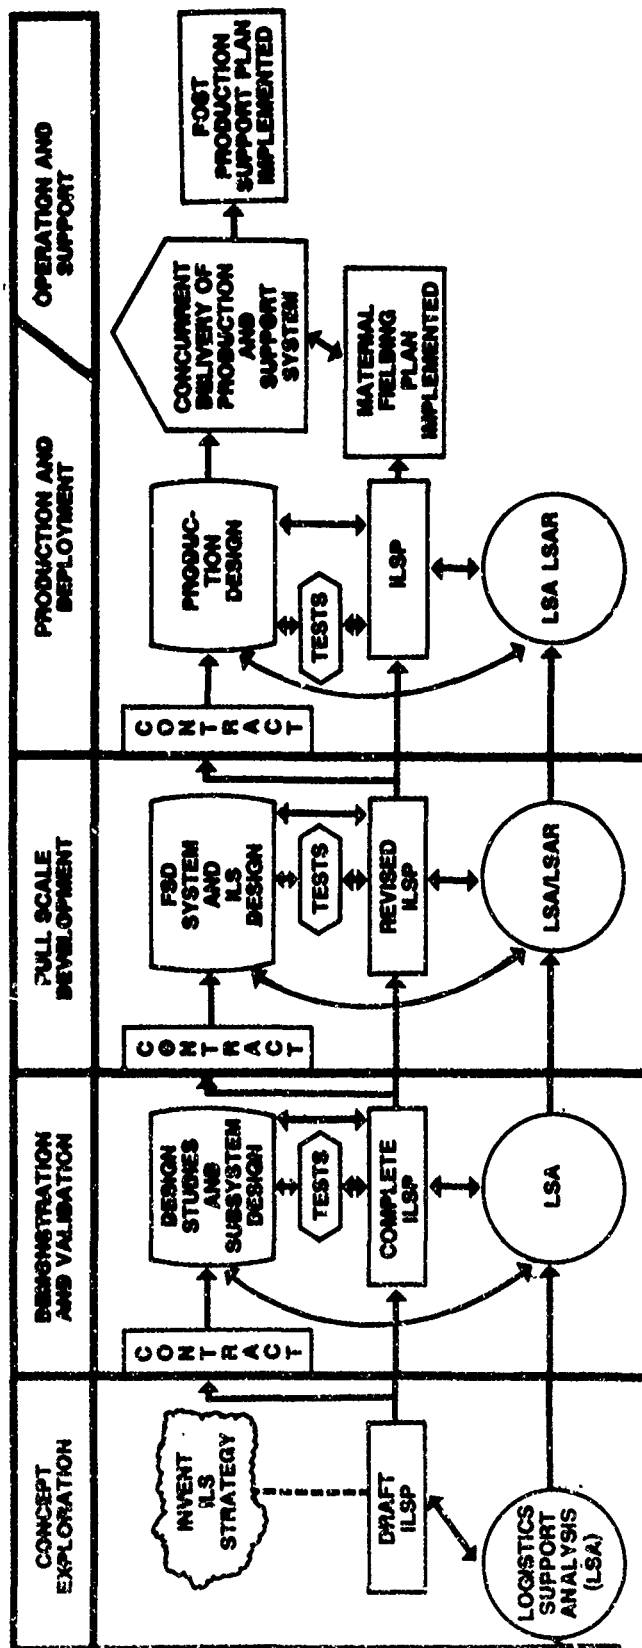 CONCEPT
EXPLORATION
DEMONSTRATION
AND VALIDATION
FULL SCALE
DEVELOPMENT
PRODUCTION AND
DEPLOYMENT
OPERATION AND
SUPPORT
INVENT
ILS
STRATEGY
CONTRACT
DESIGN
STUDIES
AND
SUBSYSTEM
DESIGN
CONTRACT
FSD
SYSTEM
AND
ILS
DESIGN
CONTRACT
PRODUC-
TION
DESIGN
CONCURRENT
DELIVERY OF
PRODUCTION
AND
SUPPORT
SYSTEM
POST
PRODUCTION
SUPPORT PLAN
IMPLEMENTED
TESTS
TESTS
TESTS
DRAFT
ILSP
COMPLETE
ILSP
REVISED
ILSP
ILSP
MATERIAL
FIELDING
PLAN
IMPLEMENTED
LOGISTICS
SUPPORT
ANALYSIS
(LSA)
LSA
LSA/LSAR
LSA LSAR